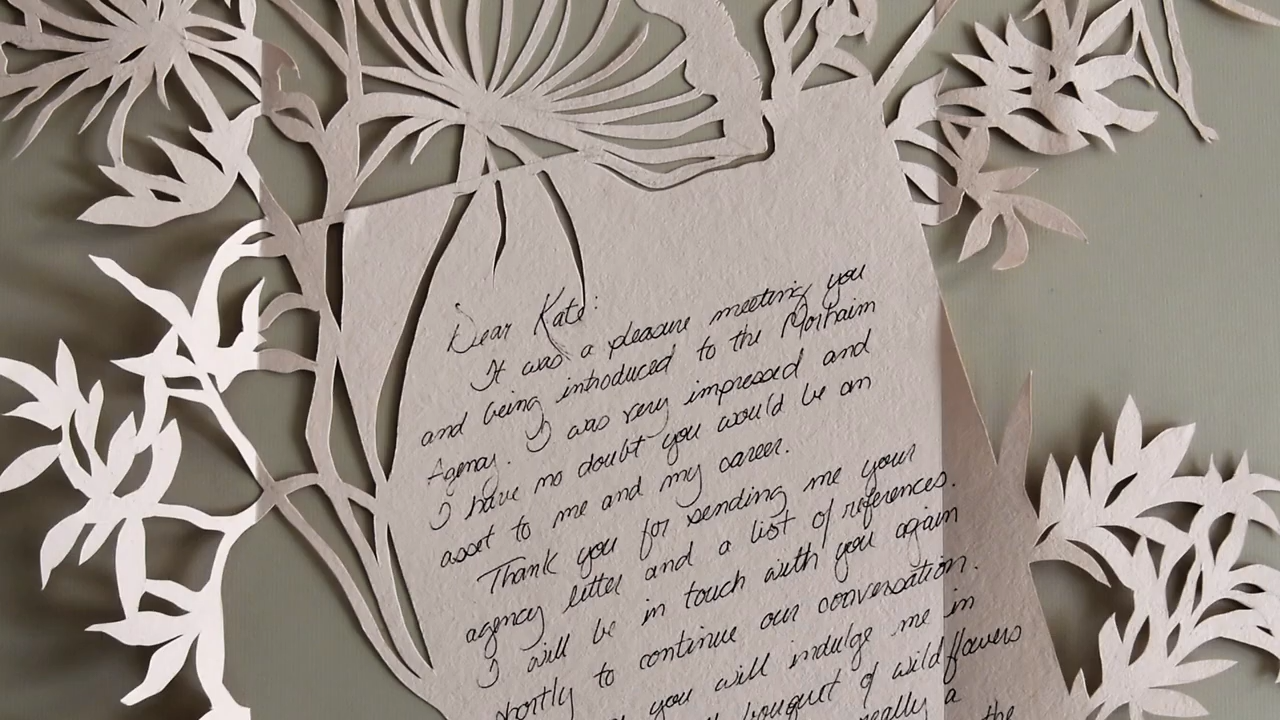 Dear Kate:
It was a pleasure meeting you
and being introduced to the Morhaim
Agency. I was very impressed and
I have no doubt you would be an
asset to me and my career.
Thank you for sending me your
agency letter and a list of references.
I will be in touch with you again
shortly to continue our conversation.
you will indulge me in
bouquet of wildflowers
really a
the